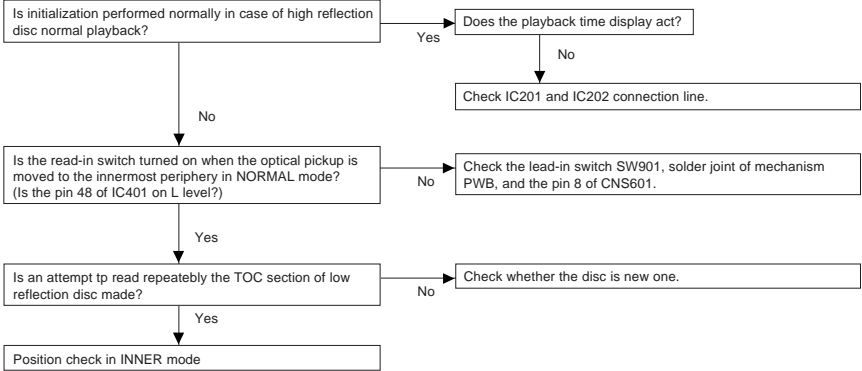 Is initialization performed normally in case of high reflection
disc normal playback?
Yes
Does the playback time display act?
No
Check IC201 and IC202 connection line.
No
Is the read-in switch turned on when the optical pickup is
moved to the innermost periphery in NORMAL mode?
(Is the pin 48 of IC401 on L level?)
No
Check the lead-in switch SW901, solder joint of mechanism
PWB, and the pin 8 of CNS601.
Yes
Is an attempt tp read repeatebly the TOC section of low
reflection disc made?
No
Check whether the disc is new one.
Yes
Position check in INNER mode